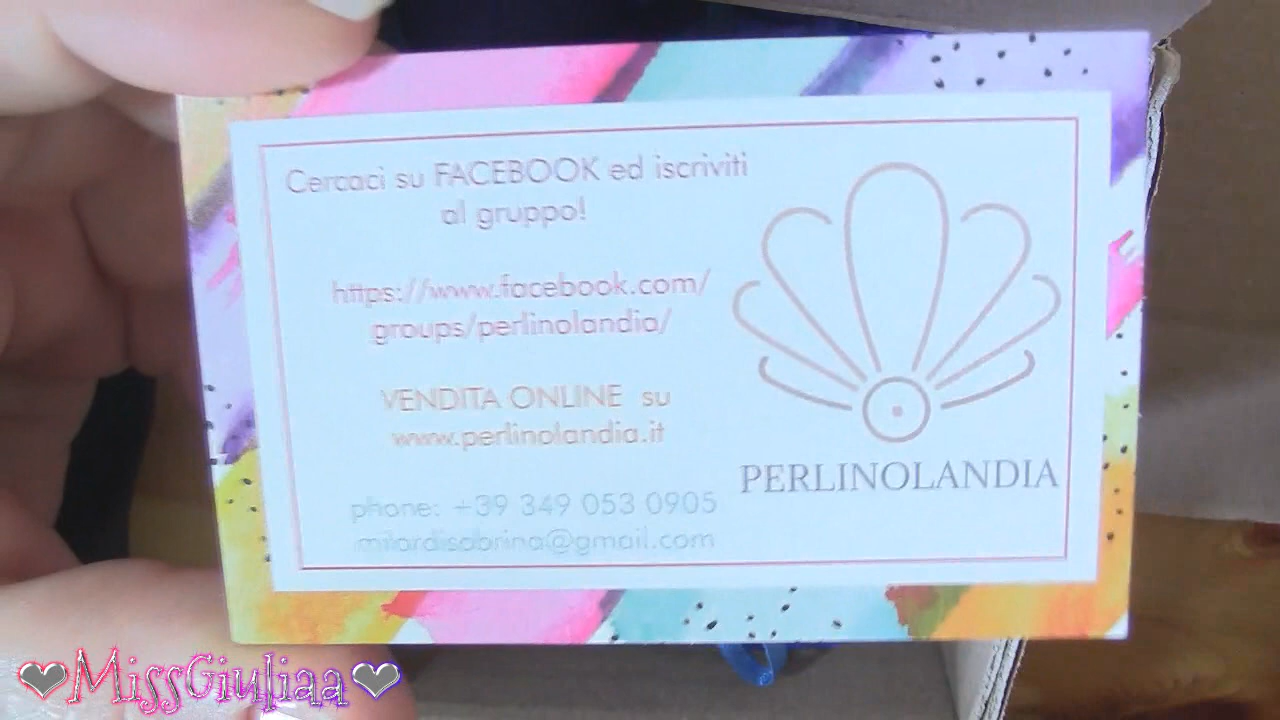 Cercaci su FACEBOOK ed iscriviti
al gruppo!
https://www.facebook.com/
groups/perlinolandia/
VENDITA ONLINE su
www.perlinolandia.it
phone: +39 349 053 0905
milardisabrina@gmail.com
PERLINOLANDIA
MissGiuliaa